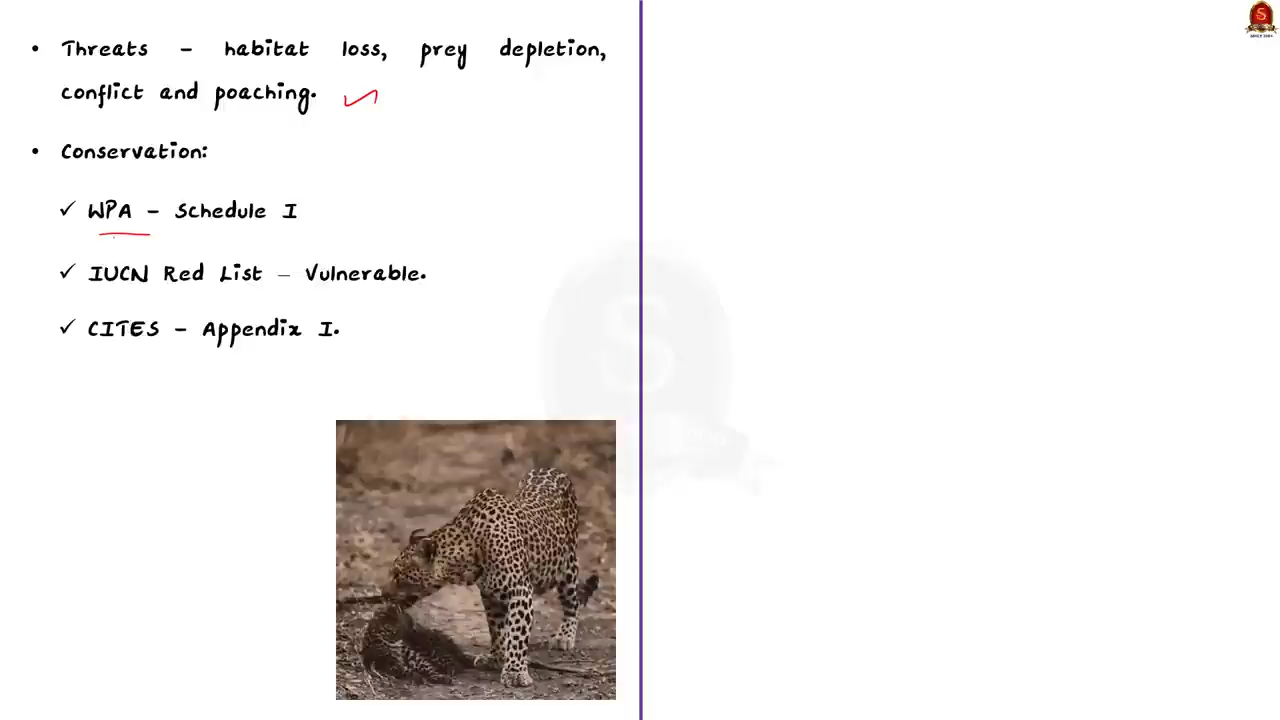 • Threats – habitat loss, prey depletion,
conflict and poaching.
• Conservation:
✓ WPA – Schedule I
✓ IUCN Red List – Vulnerable.
✓ CITES – Appendix I.
S